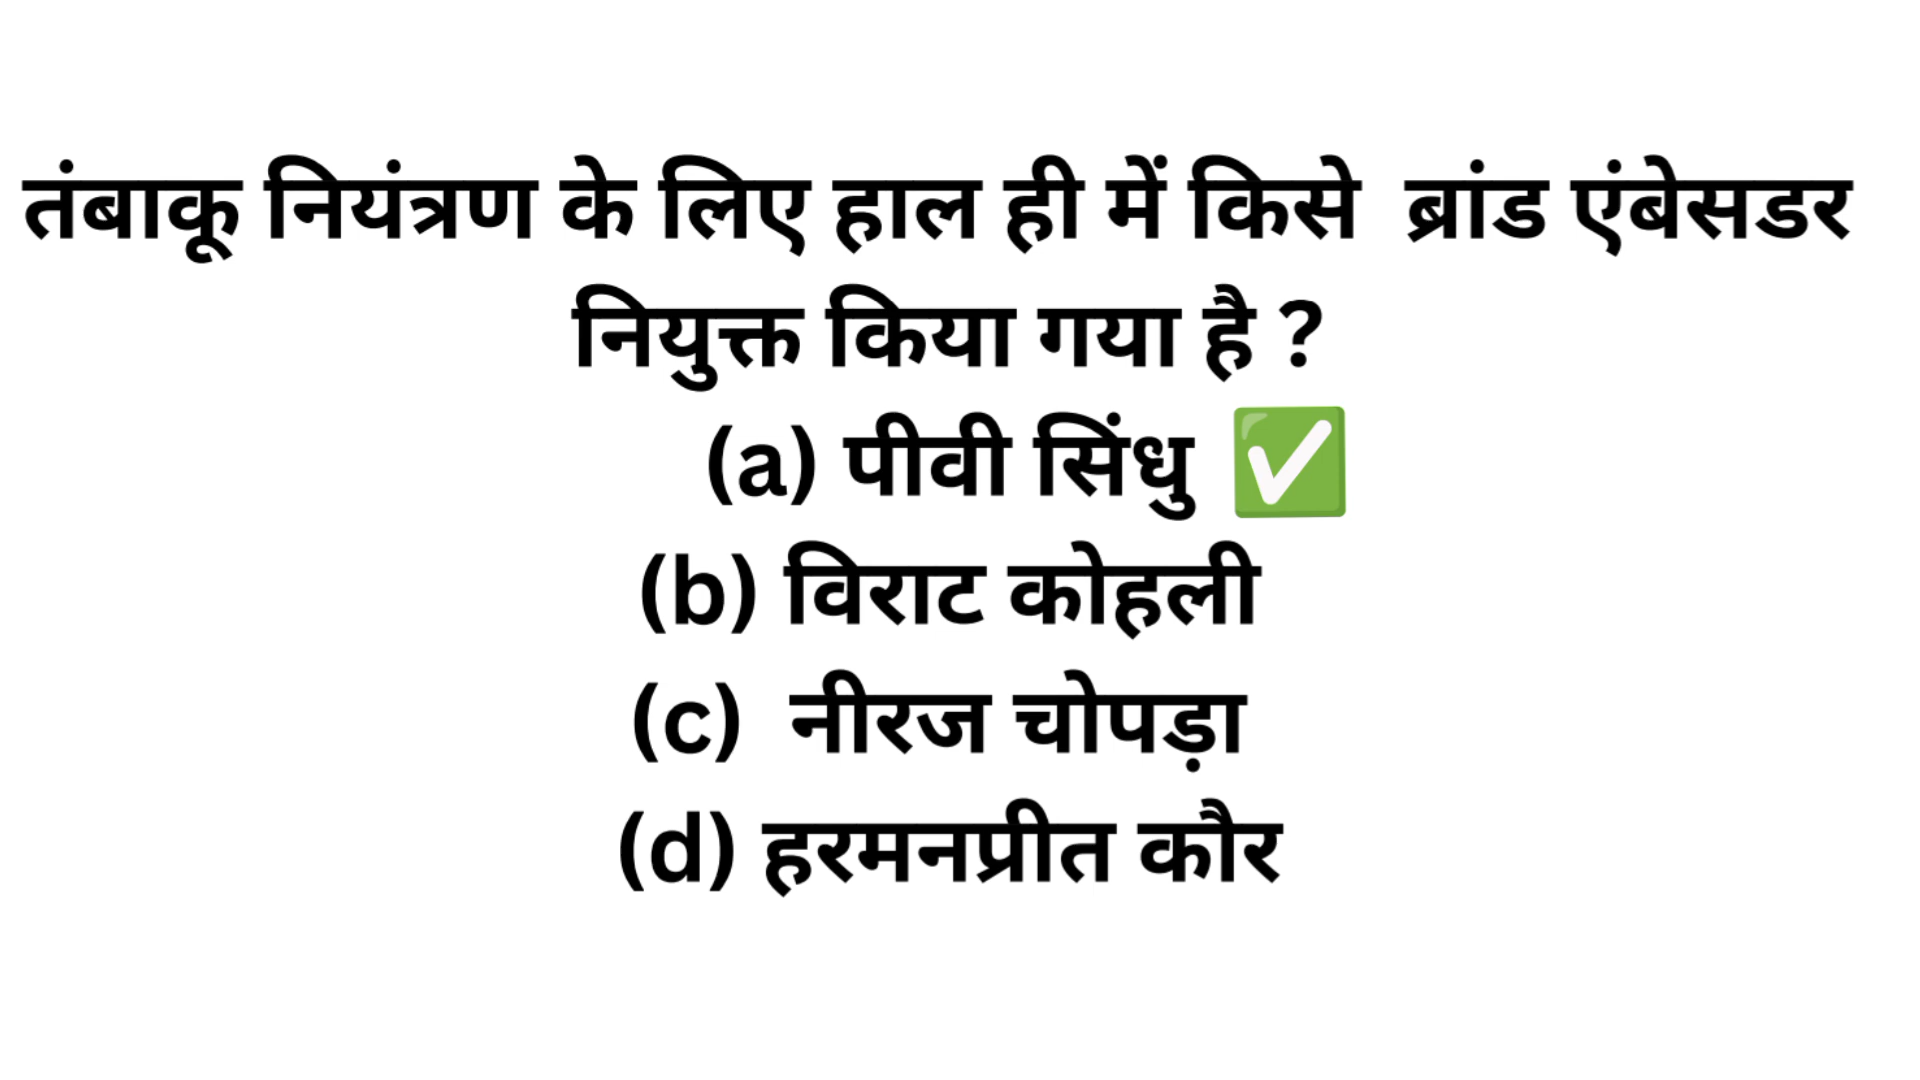 तंबाकू नियंत्रण के लिए हाल ही में किसे ब्रांड एंबेसडर
नियुक्त किया गया है ?
(a) पीवी सिंधु ✅
(b) विराट कोहली
(c) नीरज चोपड़ा
(d) हरमनप्रीत कौर